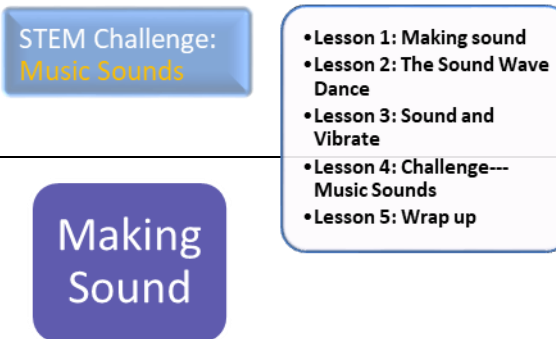 STEM Challenge:
Music Sounds
•Lesson 1: Making sound
•Lesson 2: The Sound Wave
Dance
•Lesson 3: Sound and
Vibrate
•Lesson 4: Challenge---
Music Sounds
•Lesson 5: Wrap up
Making
Sound